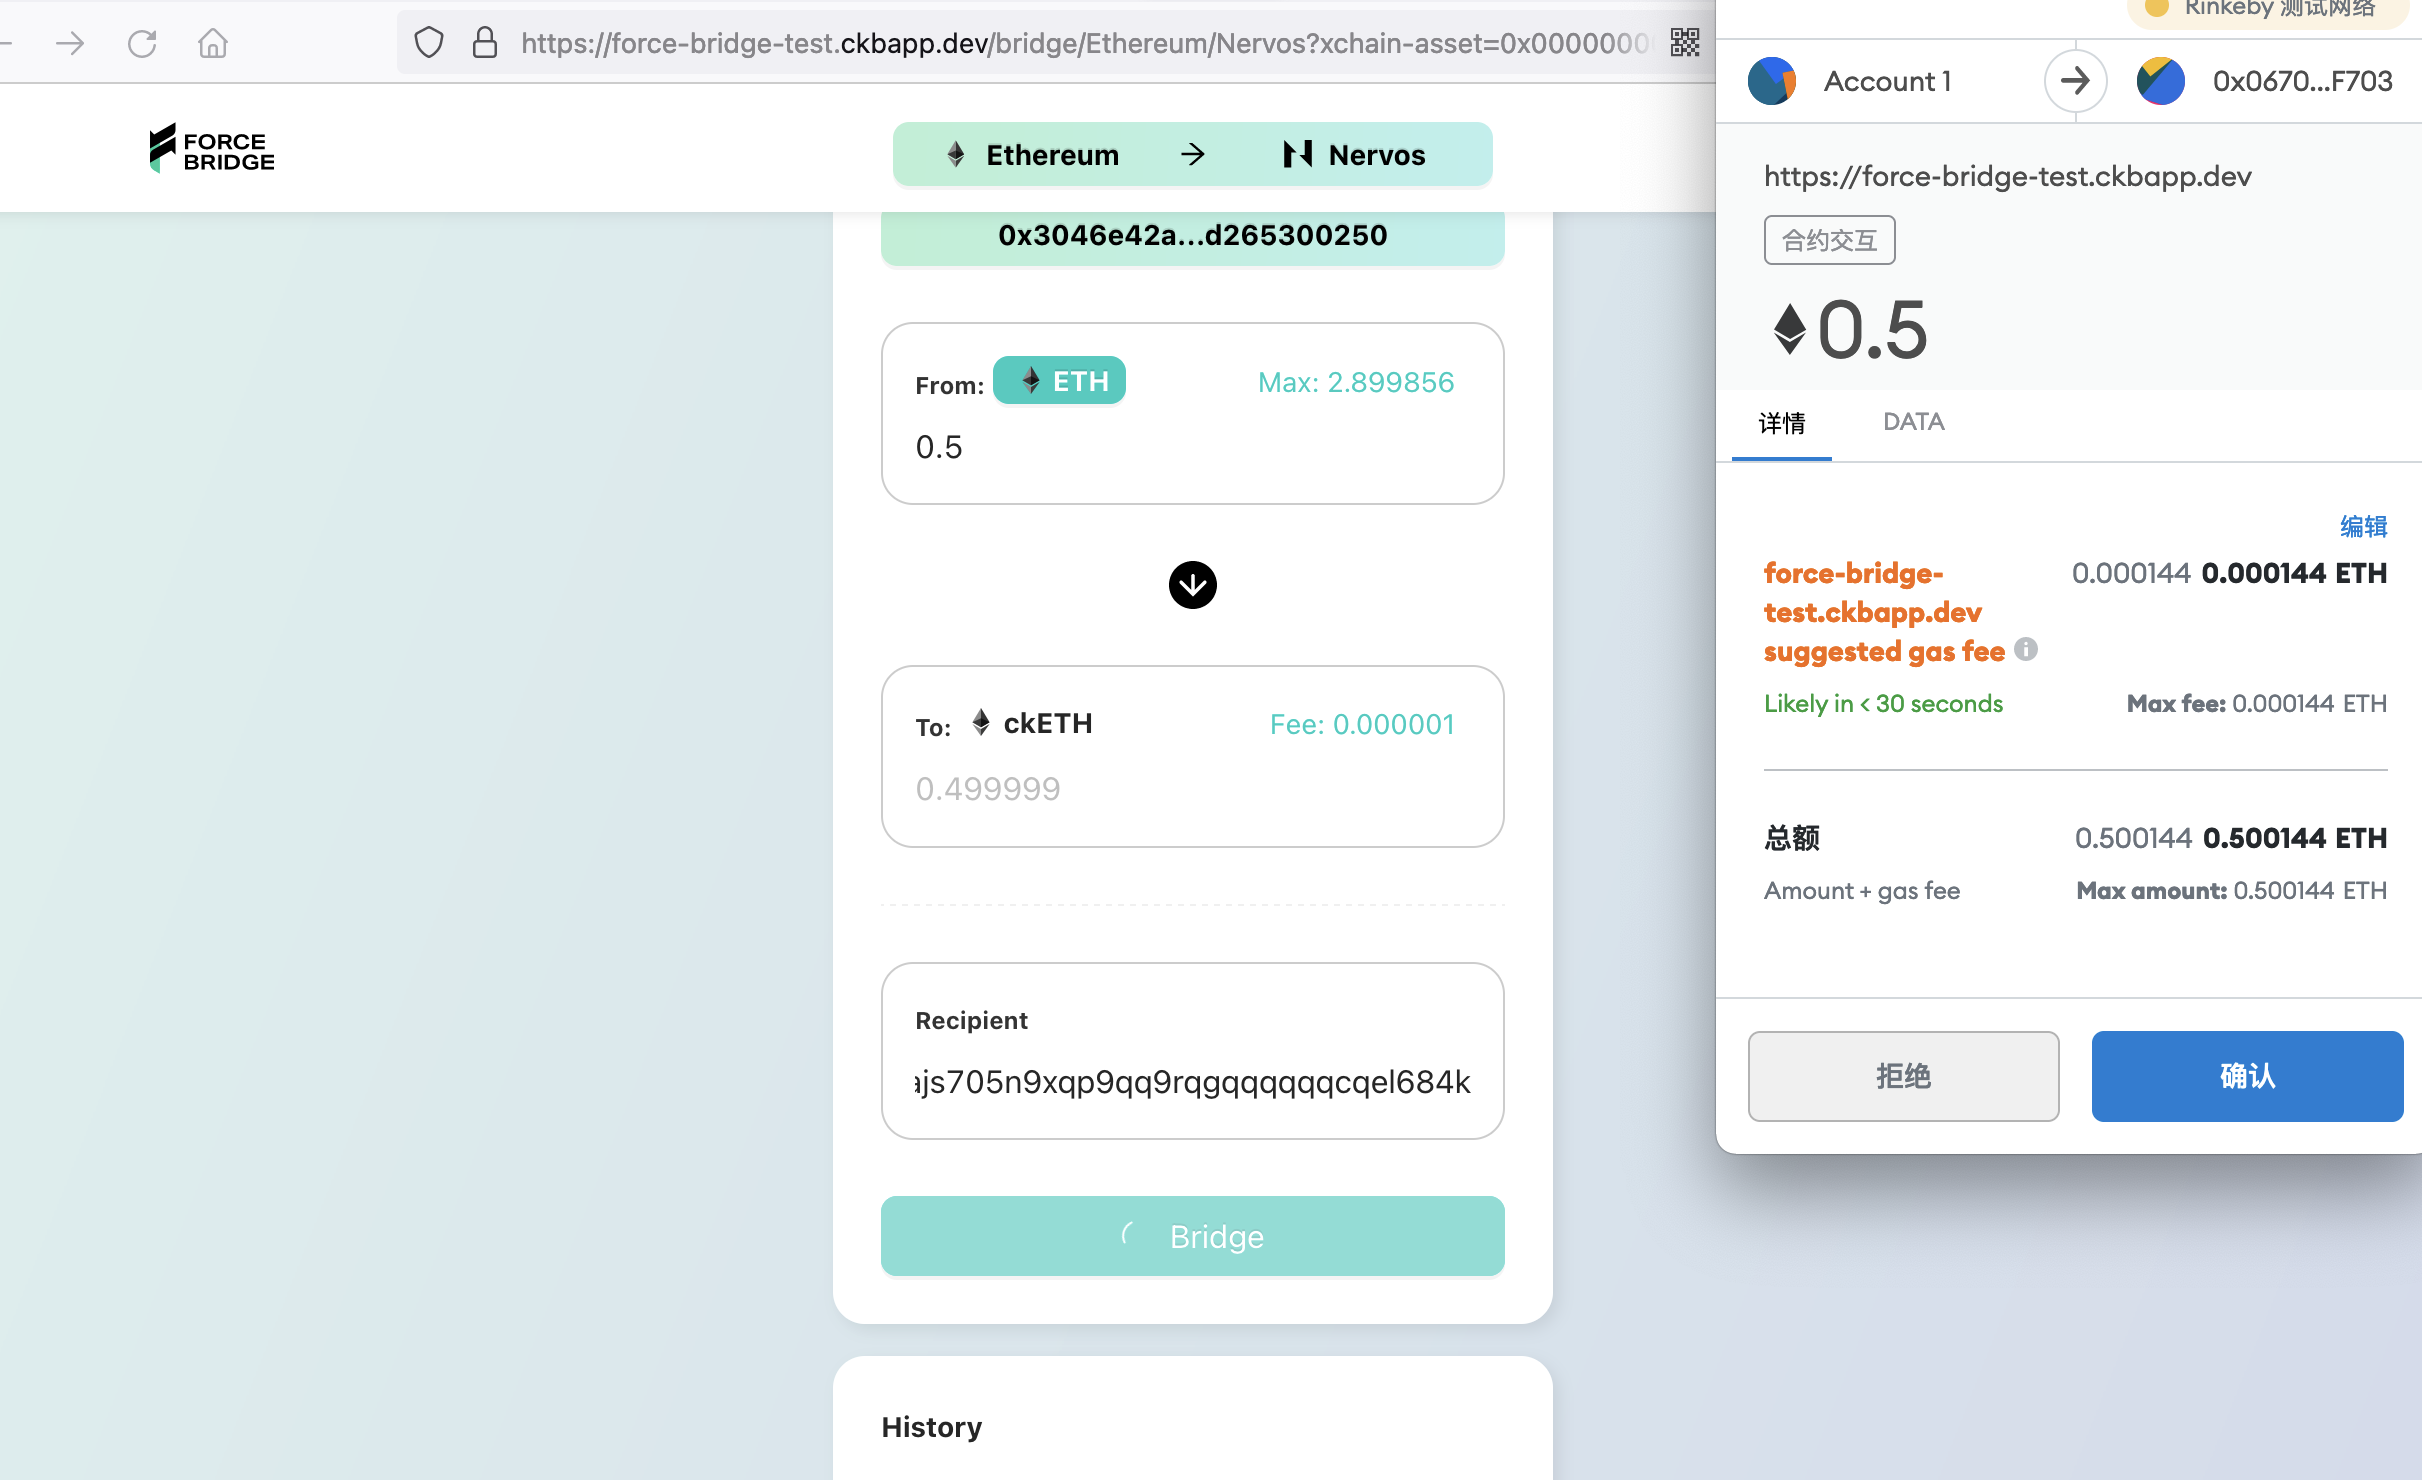 https://force-bridge-test.ckbapp.dev/bridge/Ethereum/Nervos?xchain-asset=0x0000000
FORCE
BRIDGE
Ethereum → Nervos
0x3046e42a...d265300250
From: ETH Max: 2.899856
0.5
To: ckETH Fee: 0.000001
0.499999
Recipient
ajs705n9xqp9qq9rqgqqqqqqcqel684k
Bridge
History
Rinkeby 测试网络
Account 1
0x0670...F703
https://force-bridge-test.ckbapp.dev
合约交互
0.5
详情 DATA
编辑
force-bridge- 0.000144 0.000144 ETH
test.ckbapp.dev
suggested gas fee
Likely in < 30 seconds Max fee: 0.000144 ETH
总额 0.500144 0.500144 ETH
Amount + gas fee Max amount: 0.500144 ETH
拒绝 确认